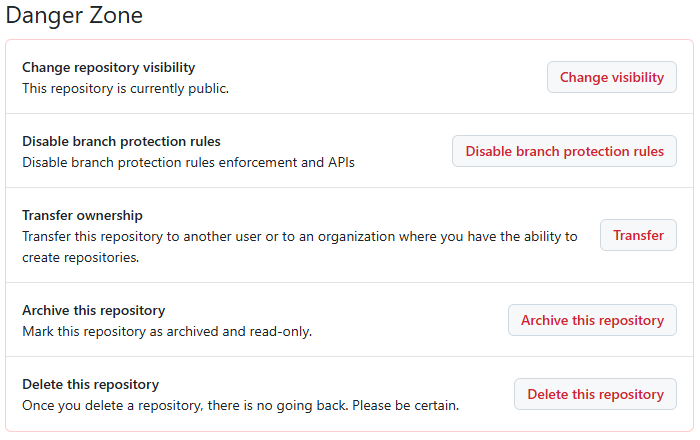 Danger Zone
Change repository visibility
This repository is currently public.
Change visibility
Disable branch protection rules
Disable branch protection rules enforcement and APIs
Disable branch protection rules
Transfer ownership
Transfer this repository to another user or to an organization where you have the ability to
create repositories.
Transfer
Archive this repository
Mark this repository as archived and read-only.
Archive this repository
Delete this repository
Once you delete a repository, there is no going back. Please be certain.
Delete this repository